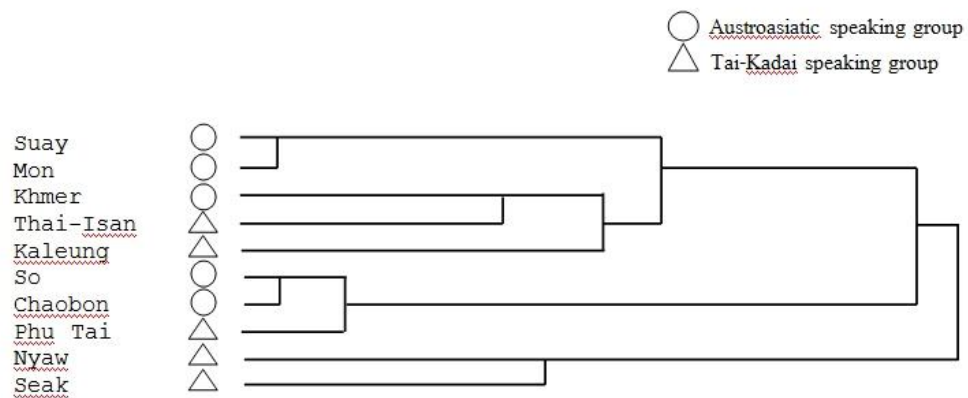 Austroasiatic speaking group
Tai-Kadai speaking group
Suay
Mon
Khmer
Thai-Isan
Kaleung
So
Chaobon
Phu Tai
Nyaw
Seak